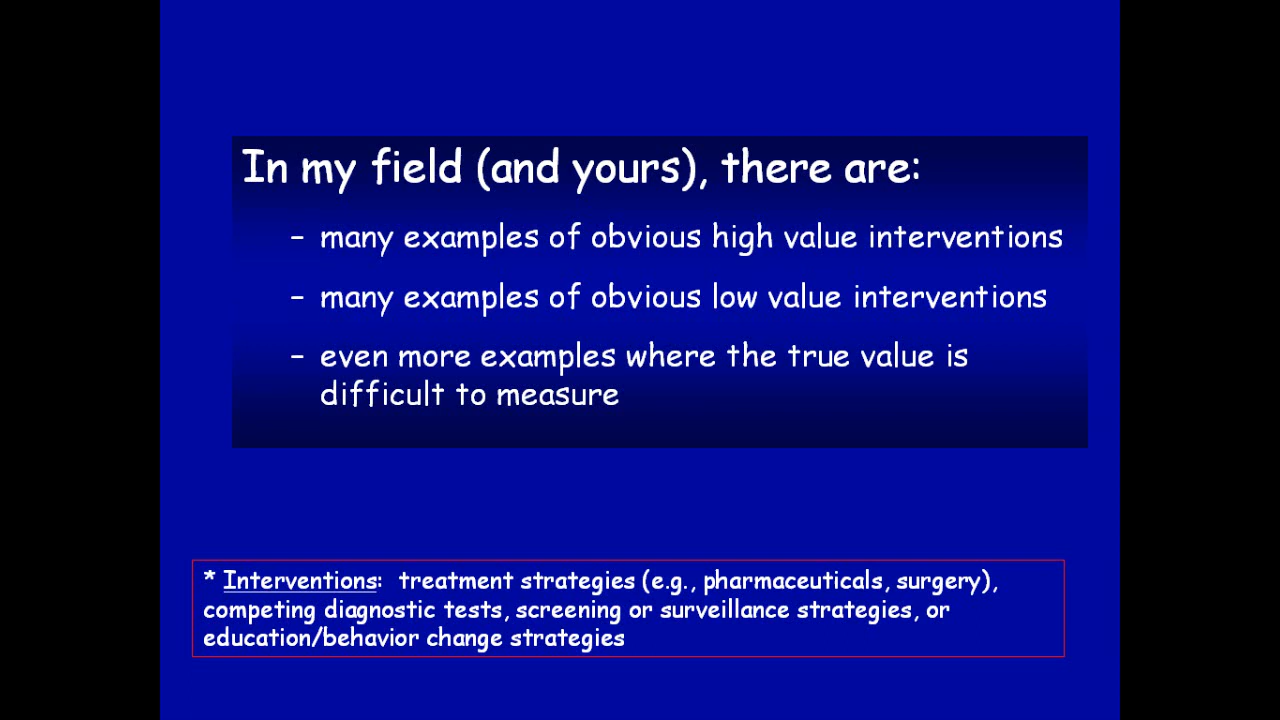 In my field (and yours), there are:
– many examples of obvious high value interventions
– many examples of obvious low value interventions
– even more examples where the true value is
difficult to measure
* Interventions:  treatment strategies (e.g., pharmaceuticals, surgery),
competing diagnostic tests, screening or surveillance strategies, or
education/behavior change strategies